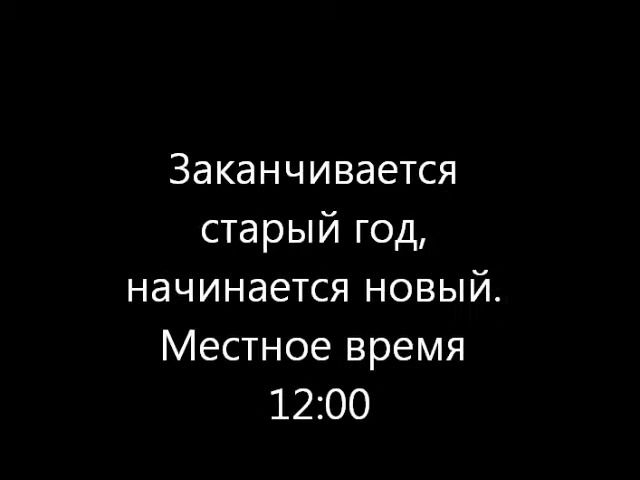 Заканчивается
старый год,
начинается новый.
Местное время
12:00